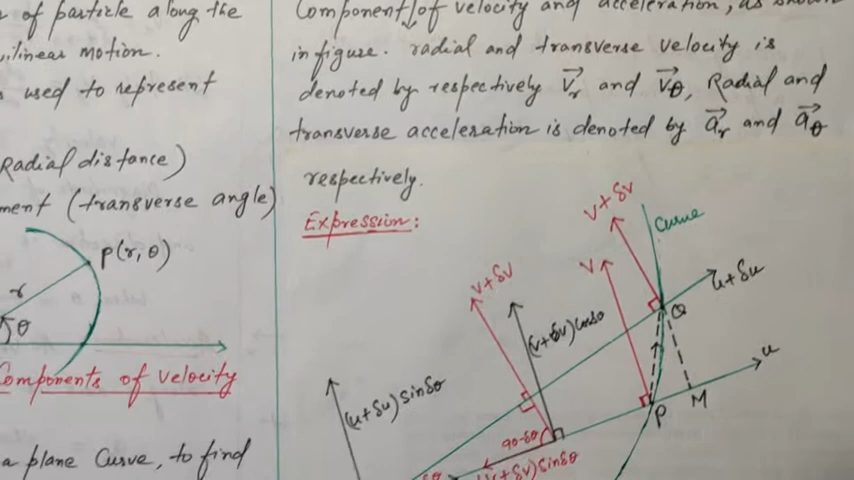 of particle along the
linear motion.
used to represent
Radial distance)
ment (transverse angle)
P(r, θ)
r
θ
Components of velocity
a plane Curve, to find
Component of velocity and acceleration, as shown
in figure. radial and transverse velocity is
denoted by respectively V⃗r and V⃗θ, Radial and
transverse acceleration is denoted by a⃗r and a⃗θ
respectively.
Expression:
v+δv
Curve
v
v+δv
u+δu
Q
(v+δv)cosδθ
u
(u+δu)sinδθ
P
M
90-δθ
(v+δv)sinδθ
δθ